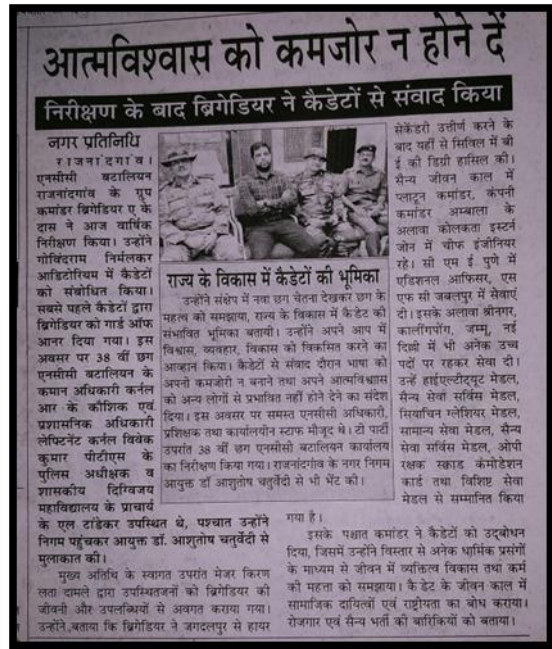 आत्मविश्वास को कमजोर न होने दें
निरीक्षण के बाद ब्रिगेडियर ने कैडेटों से संवाद किया
नगर प्रतिनिधि
राजनांदगांव।
एनसीसी बटालियन
राजनांदगांव के ग्रुप
कमांडर ब्रिगेडियर ए के
दास ने आज वार्षिक
निरीक्षण किया। उन्होंने
गोविंदराम निर्मलकर
आडिटोरियम में कैडेटों
को संबोधित किया।
सबसे पहले कैडेटों द्वारा
ब्रिगेडियर को गार्ड ऑफ
आनर दिया गया। इस
अवसर पर 38 वीं छग
एनसीसी बटालियन के
कमान अधिकारी कर्नल
आर के कौशिक एवं
प्रशासनिक अधिकारी
लेफ्टिनेंट कर्नल विवेक
कुमार पीटीएस के
पुलिस अधीक्षक व
शासकीय दिग्विजय
महाविद्यालय के प्राचार्य
के एल टांडेकर उपस्थित थे, पश्चात उन्होंने
निगम पहुंचकर आयुक्त डॉ. आशुतोष चतुर्वेदी से
मुलाकात की।
मुख्य अतिथि के स्वागत उपरांत मेजर किरण
लता दामले द्वारा उपस्थितजनों को ब्रिगेडियर की
जीवनी और उपलब्धियों से अवगत कराया गया।
उन्होंने बताया कि ब्रिगेडियर ने जगदलपुर से हायर
राज्य के विकास में कैडेटों की भूमिका
उन्होंने संक्षेप में नवा छग चेतना देखकर छग के
महत्व को समझाया, राज्य के विकास में कैडेट की
संभावित भूमिका बतायी। उन्होंने अपने आप में
विश्वास, व्यवहार, विकास को विकसित करने का
आव्हान किया। कैडेटों से संवाद दौरान भाषा को
अपनी कमजोरी न बनाने तथा अपने आत्मविश्वास
को अन्य लोगों से प्रभावित नहीं होने देने का संदेश
दिया। इस अवसर पर समस्त एनसीसी अधिकारी,
प्रशिक्षक तथा कार्यालयीन स्टाफ मौजूद थे। टी पार्टी
उपरांत 38 वीं छग एनसीसी बटालियन कार्यालय
का निरीक्षण किया गया। राजनांदगांव के नगर निगम
आयुक्त डॉ आशुतोष चतुर्वेदी से भी भेंट की।
सेकेंडरी उत्तीर्ण करने के
बाद यहीं से सिविल में बी
ई की डिग्री हासिल की।
सैन्य जीवन काल में
प्लाटून कमांडर, कंपनी
कमांडर अम्बाला के
अलावा कोलकता इस्टर्न
जोन में चीफ इंजीनियर
रहे। सी एम ई पुणे में
एडिशनल आफिसर, एस
एफ सी जबलपुर में सेवाएं
दी। इसके अलावा श्रीनगर,
कालींगपोंग, जम्मू, नई
दिल्ली में भी अनेक उच्च
पदों पर रहकर सेवा दी।
उन्हें हाईएल्टीट्यूट मेडल,
सैन्य सेवा सर्विस मेडल,
सियाचिन ग्लेशियर मेडल,
सामान्य सेवा मेडल, सैन्य
सेवा सर्विस मेडल, ओपी
रक्षक स्क्राड कंमोडेशन
कार्ड तथा विशिष्ट सेवा
मेडल से सम्मानित किया
गया है।
इसके पश्चात कमांडर ने कैडेटों को उद्बोधन
दिया, जिसमें उन्होंने विस्तार से अनेक धार्मिक प्रसंगों
के माध्यम से जीवन में व्यक्तित्व विकास तथा कर्म
की महत्ता को समझाया। कैडेट के जीवन काल में
सामाजिक दायित्वों एवं राष्ट्रीयता का बोध कराया।
रोजगार एवं सैन्य भर्ती की बारिकियों को बताया।